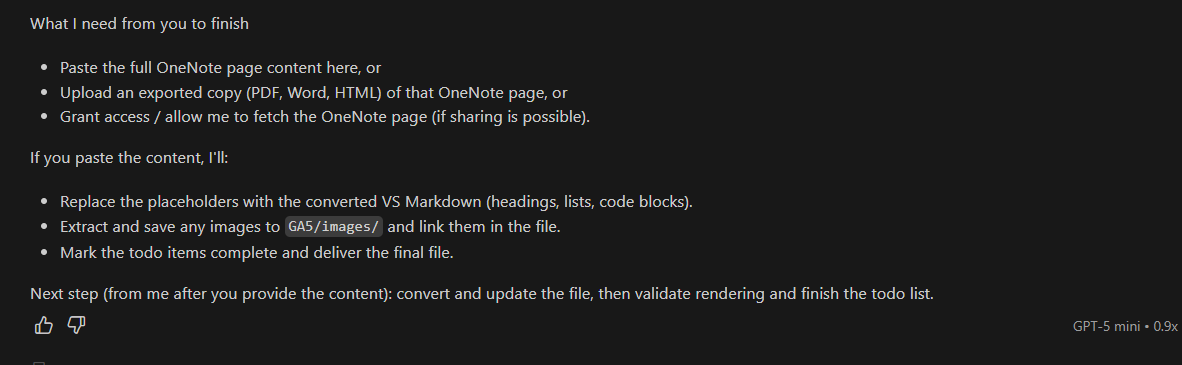 What I need from you to finish
• Paste the full OneNote page content here, or
• Upload an exported copy (PDF, Word, HTML) of that OneNote page, or
• Grant access / allow me to fetch the OneNote page (if sharing is possible).
If you paste the content, I'll:
• Replace the placeholders with the converted VS Markdown (headings, lists, code blocks).
• Extract and save any images to GA5/images/ and link them in the file.
• Mark the todo items complete and deliver the final file.
Next step (from me after you provide the content): convert and update the file, then validate rendering and finish the todo list.
GPT-5 mini • 0.9x